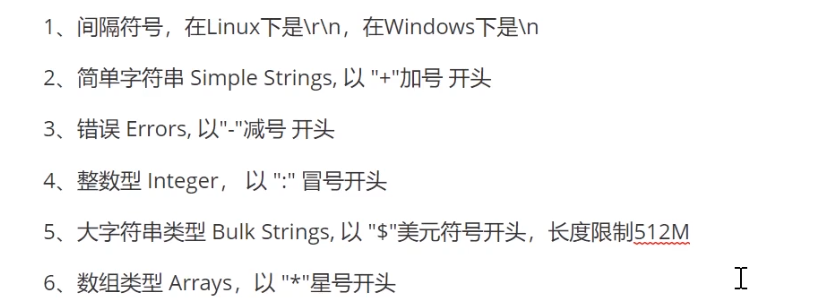 1、间隔符号，在Linux下是\r\n，在Windows下是\n
2、简单字符串 Simple Strings, 以 "+"加号 开头
3、错误 Errors, 以"-"减号 开头
4、整数型 Integer， 以 ":" 冒号开头
5、大字符串类型 Bulk Strings, 以 "$"美元符号开头，长度限制512M
6、数组类型 Arrays，以 "*"星号开头